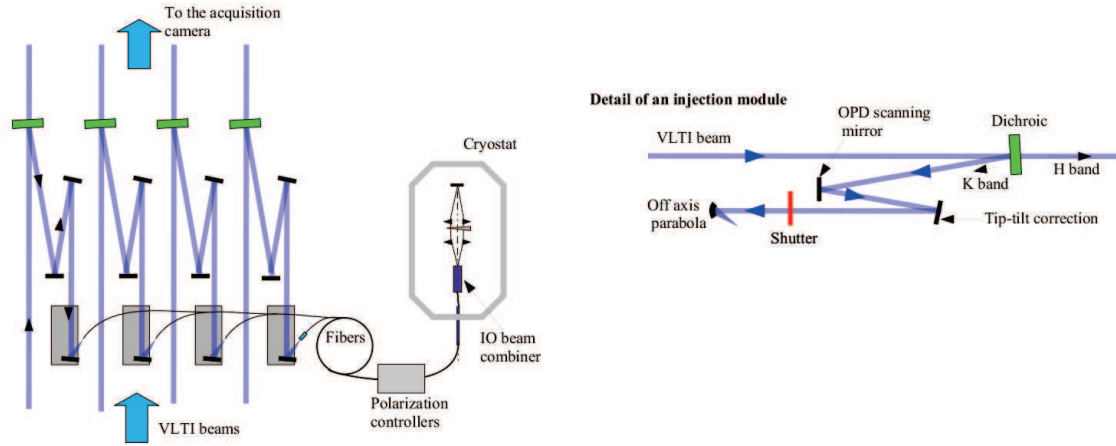 To the acquisition
camera
Cryostat
Fibers
IO beam
combiner
Polarization
controllers
VLTI beams
Detail of an injection module
OPD scanning
mirror
Dichroic
VLTI beam
K band
H band
Off axis
parabola
Shutter
Tip-tilt correction